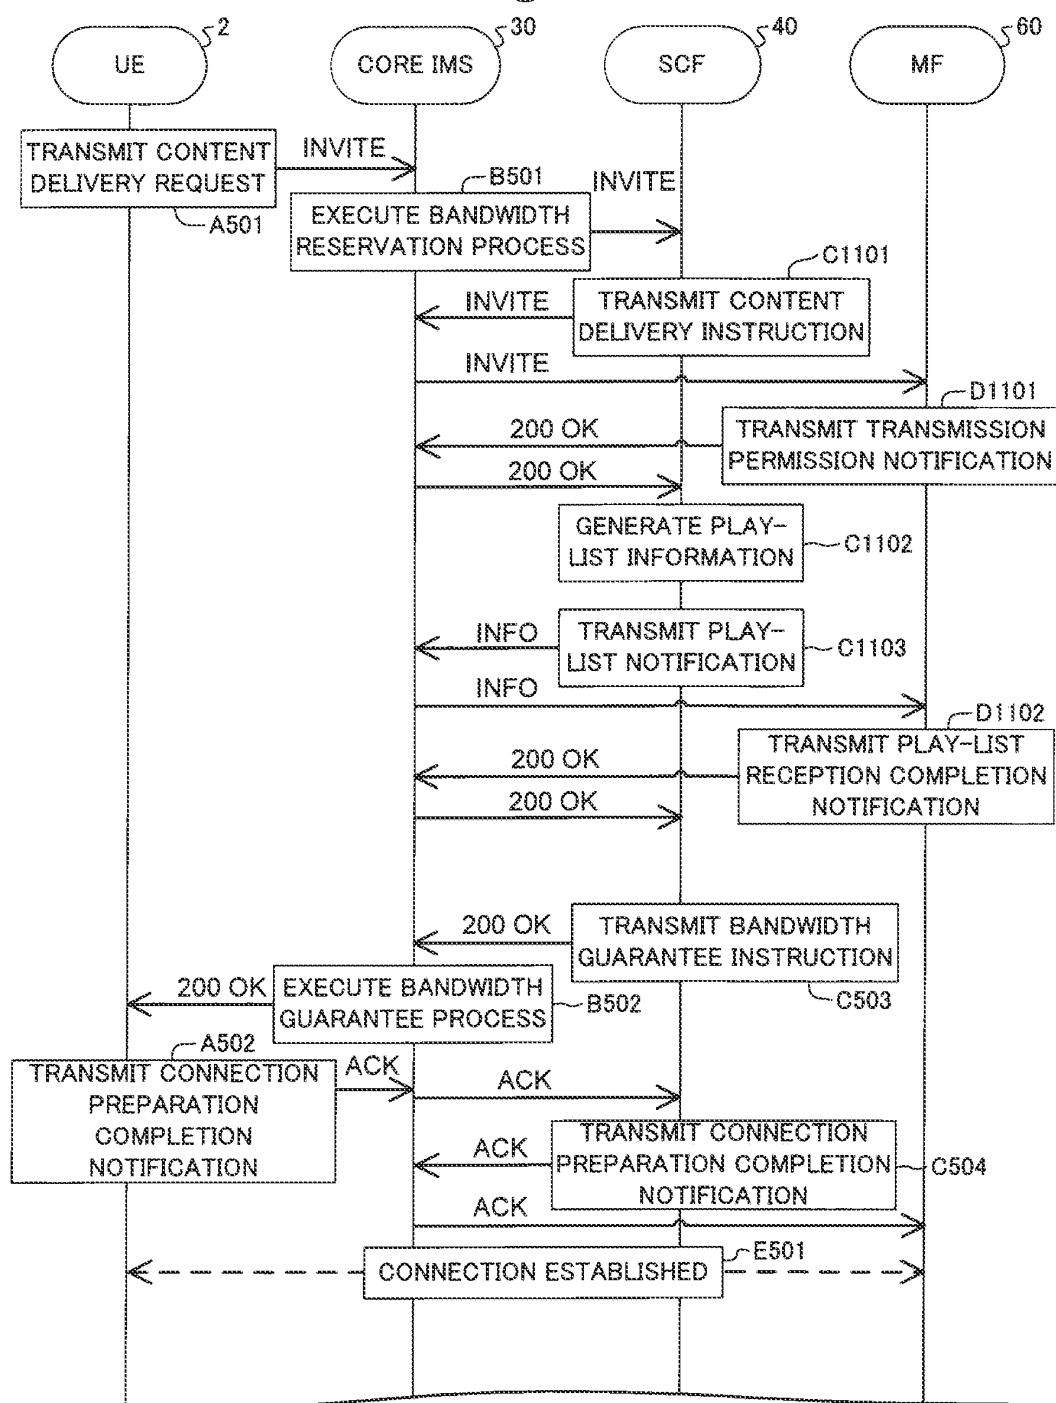 2
30
40
60
UE
CORE IMS
SCF
MF
TRANSMIT CONTENT
DELIVERY REQUEST
A501
INVITE
B501
EXECUTE BANDWIDTH
RESERVATION PROCESS
INVITE
C1101
INVITE
TRANSMIT CONTENT
DELIVERY INSTRUCTION
INVITE
D1101
200 OK
TRANSMIT TRANSMISSION
PERMISSION NOTIFICATION
200 OK
GENERATE PLAY-
LIST INFORMATION
C1102
INFO
TRANSMIT PLAY-
LIST NOTIFICATION
C1103
INFO
D1102
200 OK
TRANSMIT PLAY-LIST
RECEPTION COMPLETION
NOTIFICATION
200 OK
200 OK
TRANSMIT BANDWIDTH
GUARANTEE INSTRUCTION
C503
200 OK
EXECUTE BANDWIDTH
GUARANTEE PROCESS
B502
A502
TRANSMIT CONNECTION
PREPARATION
COMPLETION
NOTIFICATION
ACK
ACK
ACK
TRANSMIT CONNECTION
PREPARATION COMPLETION
NOTIFICATION
C504
ACK
E501
CONNECTION ESTABLISHED